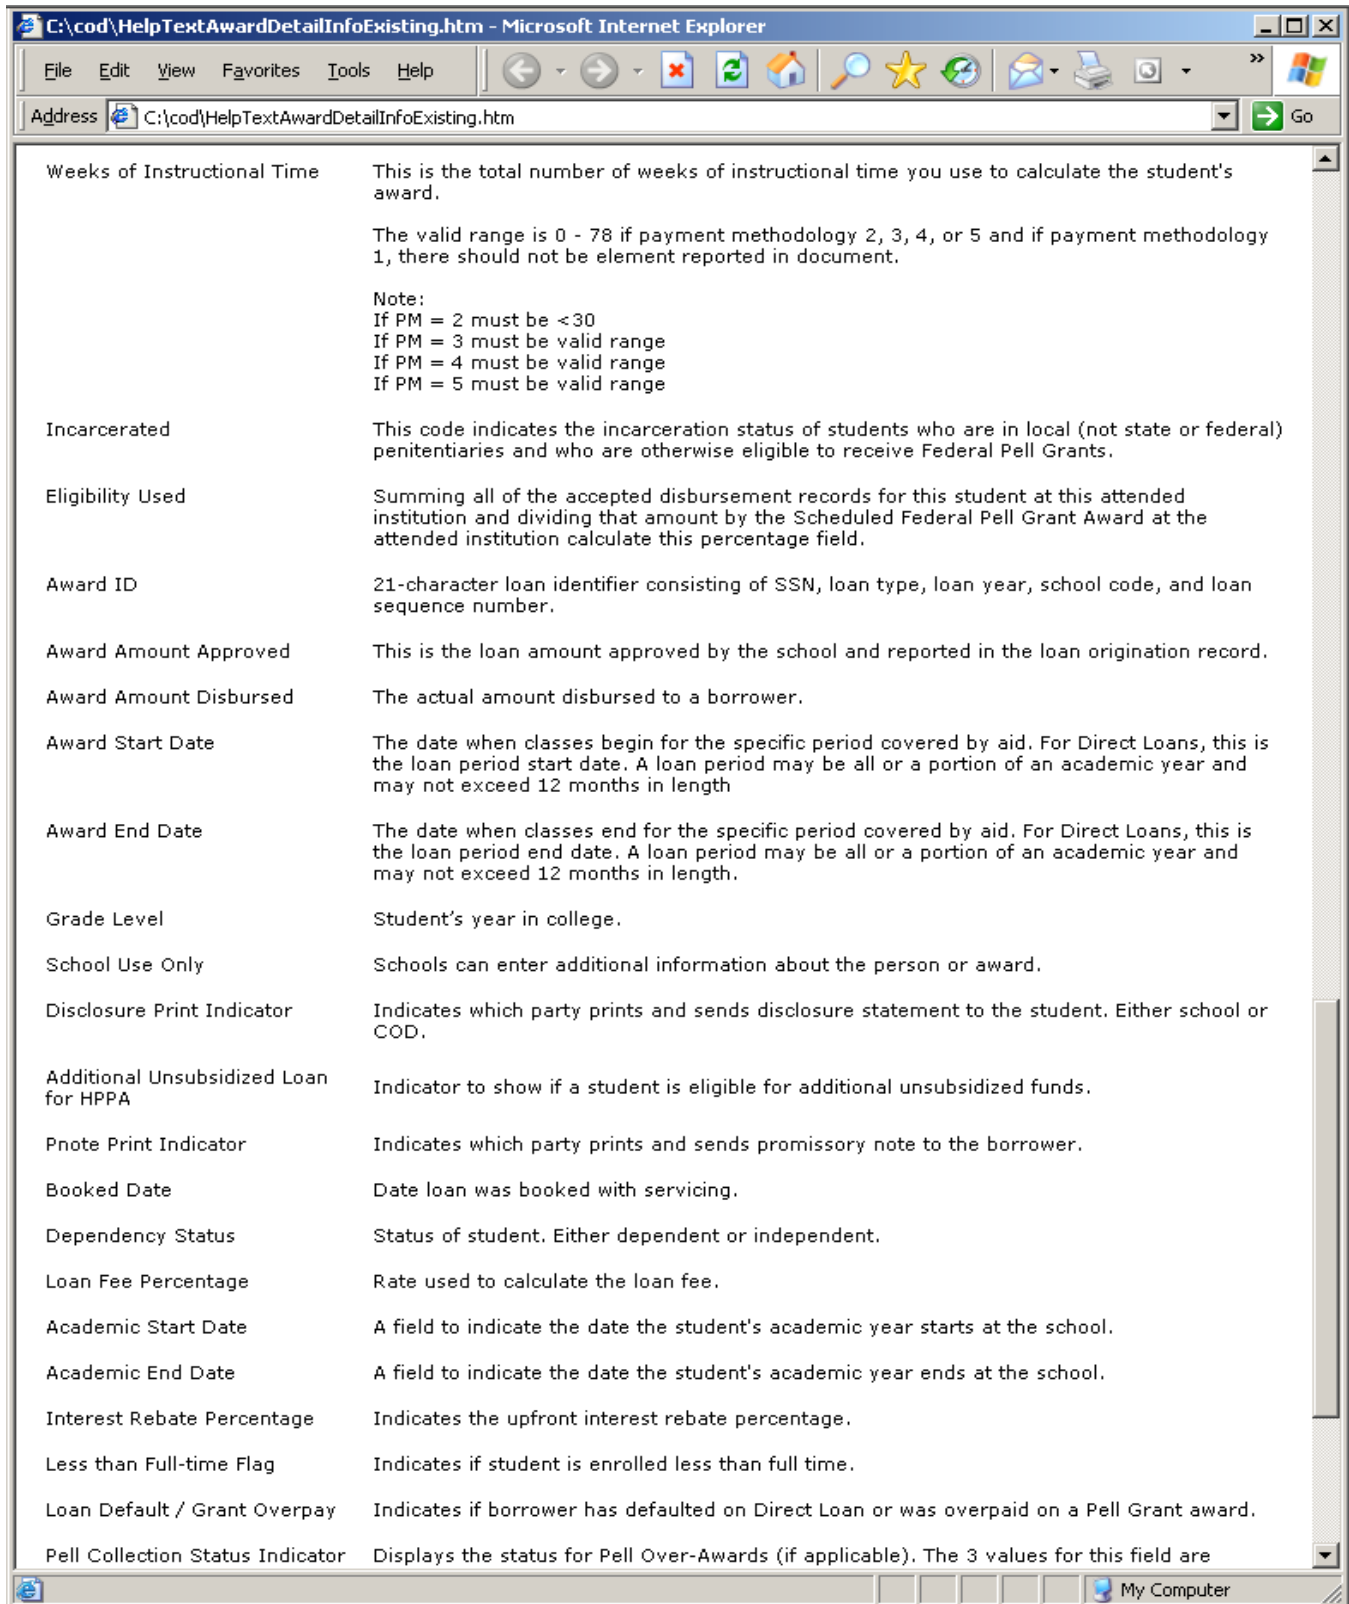 C:\cod\HelpTextAwardDetailInfoExisting.htm - Microsoft Internet Explorer
File Edit View Favorites Tools Help
Address C:\cod\HelpTextAwardDetailInfoExisting.htm Go
Weeks of Instructional Time This is the total number of weeks of instructional time you use to calculate the student's
award.
The valid range is 0 - 78 if payment methodology 2, 3, 4, or 5 and if payment methodology
1, there should not be element reported in document.
Note:
If PM = 2 must be <30
If PM = 3 must be valid range
If PM = 4 must be valid range
If PM = 5 must be valid range
Incarcerated This code indicates the incarceration status of students who are in local (not state or federal)
penitentiaries and who are otherwise eligible to receive Federal Pell Grants.
Eligibility Used Summing all of the accepted disbursement records for this student at this attended
institution and dividing that amount by the Scheduled Federal Pell Grant Award at the
attended institution calculate this percentage field.
Award ID 21-character loan identifier consisting of SSN, loan type, loan year, school code, and loan
sequence number.
Award Amount Approved This is the loan amount approved by the school and reported in the loan origination record.
Award Amount Disbursed The actual amount disbursed to a borrower.
Award Start Date The date when classes begin for the specific period covered by aid. For Direct Loans, this is
the loan period start date. A loan period may be all or a portion of an academic year and
may not exceed 12 months in length
Award End Date The date when classes end for the specific period covered by aid. For Direct Loans, this is
the loan period end date. A loan period may be all or a portion of an academic year and
may not exceed 12 months in length.
Grade Level Student’s year in college.
School Use Only Schools can enter additional information about the person or award.
Disclosure Print Indicator Indicates which party prints and sends disclosure statement to the student. Either school or
COD.
Additional Unsubsidized Loan
for HPPA Indicator to show if a student is eligible for additional unsubsidized funds.
Pnote Print Indicator Indicates which party prints and sends promissory note to the borrower.
Booked Date Date loan was booked with servicing.
Dependency Status Status of student. Either dependent or independent.
Loan Fee Percentage Rate used to calculate the loan fee.
Academic Start Date A field to indicate the date the student's academic year starts at the school.
Academic End Date A field to indicate the date the student's academic year ends at the school.
Interest Rebate Percentage Indicates the upfront interest rebate percentage.
Less than Full-time Flag Indicates if student is enrolled less than full time.
Loan Default / Grant Overpay Indicates if borrower has defaulted on Direct Loan or was overpaid on a Pell Grant award.
Pell Collection Status Indicator Displays the status for Pell Over-Awards (if applicable). The 3 values for this field are
My Computer